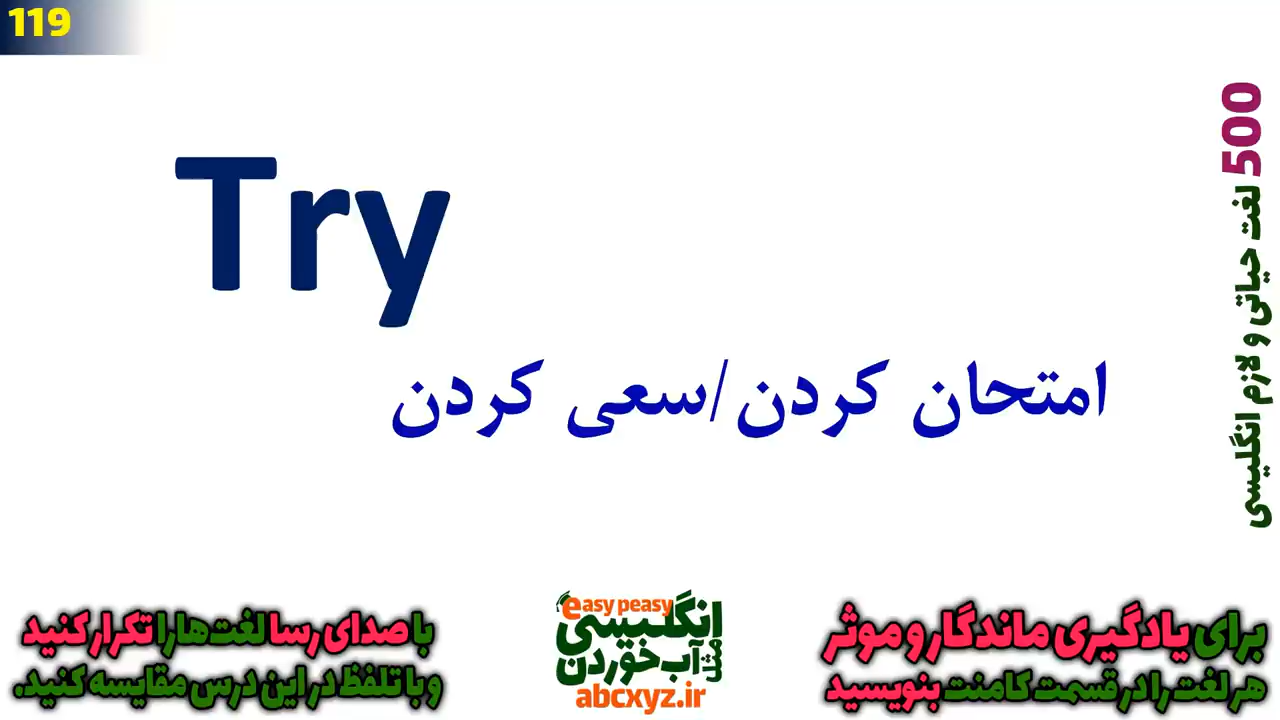 119
Try
امتحان کردن/سعی کردن
500 لغت حیاتی و لازم انگلیسی
برای یادگیری ماندگار و موثر
هر لغت را در قسمت کامنت بنویسید
easy peasy
انگلیسی
مثل آب خوردن
abcxyz.ir
با صدای رسا لغت‌ها را تکرار کنید
و با تلفظ در این درس مقایسه کنید.